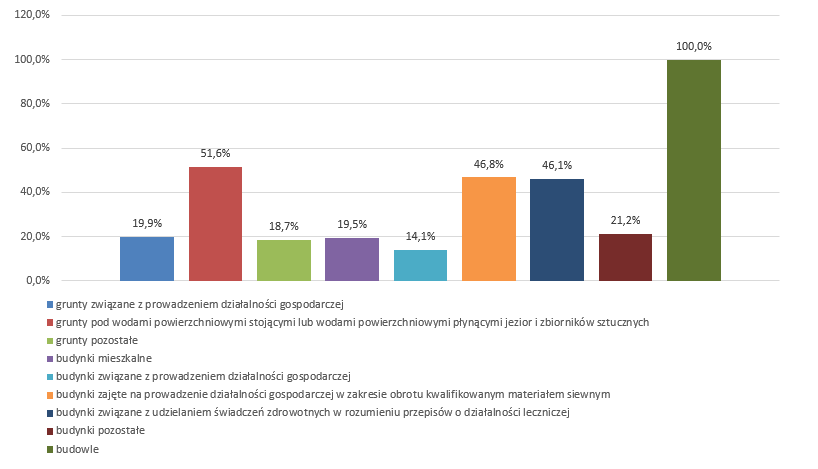 120,0%
100,0%
80,0%
60,0%
40,0%
20,0%
0,0%
19,9%
51,6%
18,7%
19,5%
14,1%
46,8%
46,1%
21,2%
100,0%
grunty związane z prowadzeniem działalności gospodarczej
grunty pod wodami powierzchniowymi stojącymi lub wodami powierzchniowymi płynącymi jezior i zbiorników sztucznych
grunty pozostałe
budynki mieszkalne
budynki związane z prowadzeniem działalności gospodarczej
budynki zajęte na prowadzenie działalności gospodarczej w zakresie obrotu kwalifikowanym materiałem siewnym
budynki związane z udzielaniem świadczeń zdrowotnych w rozumieniu przepisów o działalności leczniczej
budynki pozostałe
budowle